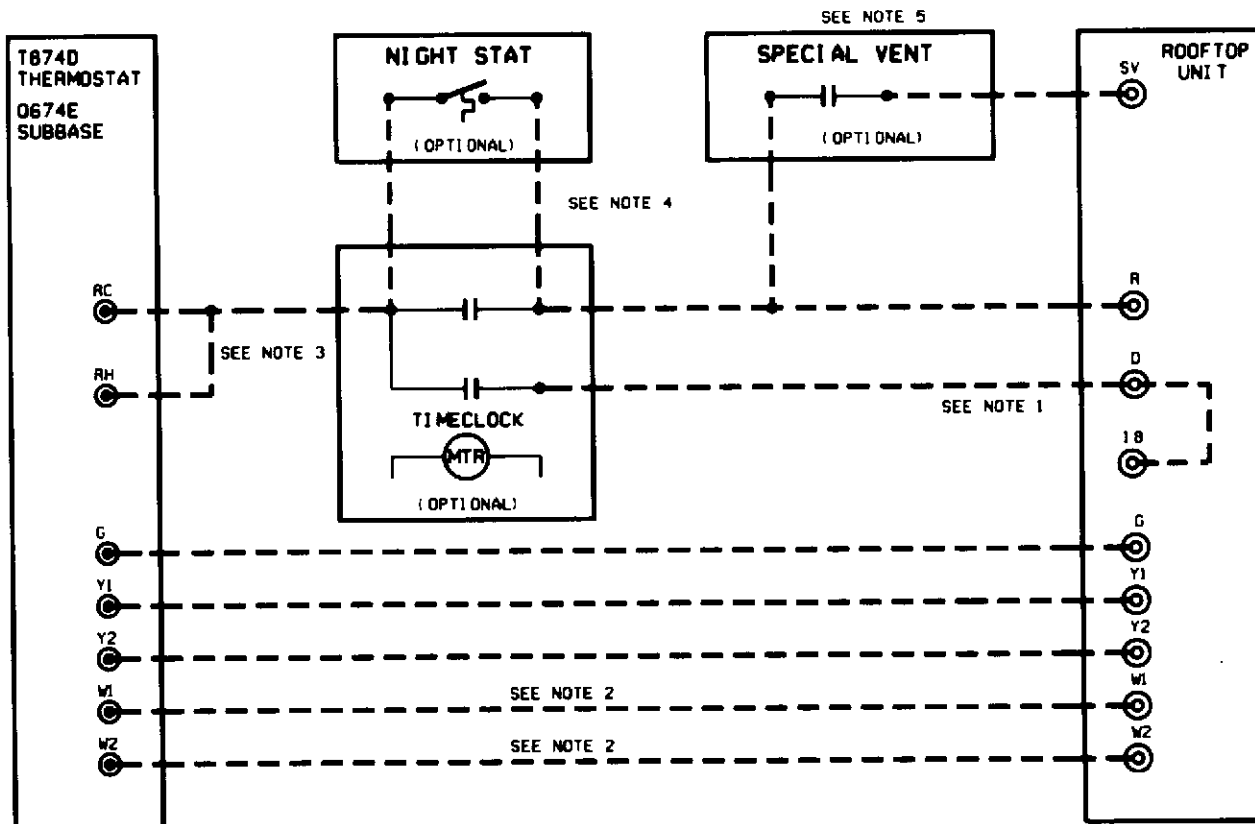 SEE NOTE 5
T874D
THERMOSTAT
Q674E
SUBBASE
NIGHT STAT
(OPTIONAL)
SPECIAL VENT
(OPTIONAL)
ROOFTOP
UNIT
SV
SEE NOTE 4
RC
R
SEE NOTE 3
RH
D
SEE NOTE 1
TIMECLOCK
MTR
(OPTIONAL)
18
G
G
Y1
Y1
Y2
Y2
W1
SEE NOTE 2
W1
W2
SEE NOTE 2
W2